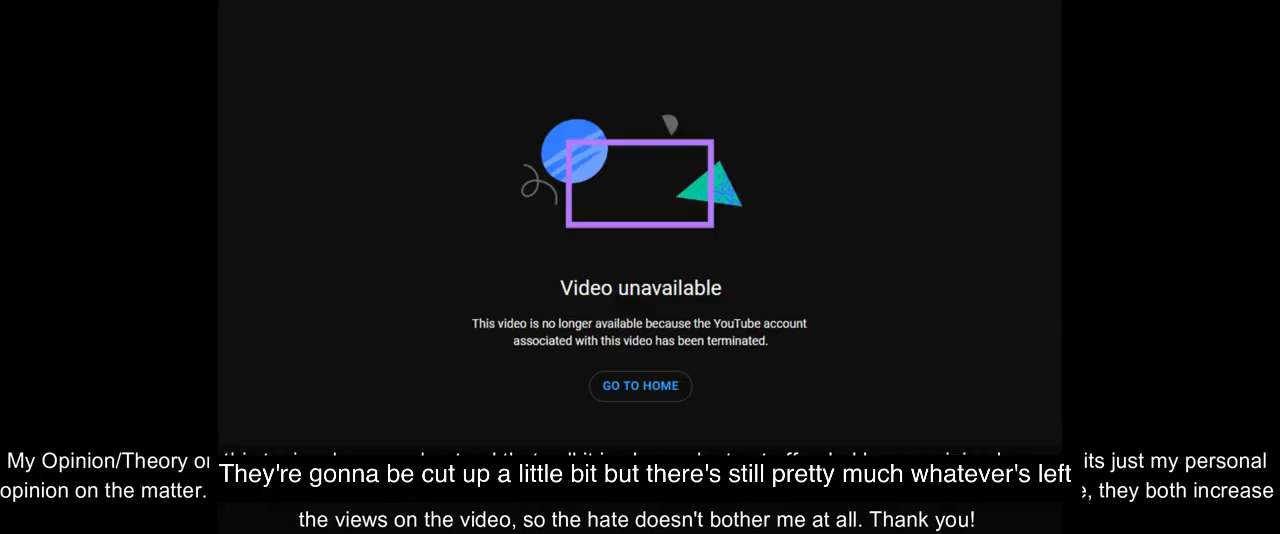 Video unavailable
This video is no longer available because the YouTube account
associated with this video has been terminated.
GO TO HOME
My Opinion/Theory on its just my personal
They're gonna be cut up a little bit but there's still pretty much whatever's left
opinion on the matter. they both increase
the views on the video, so the hate doesn't bother me at all. Thank you!